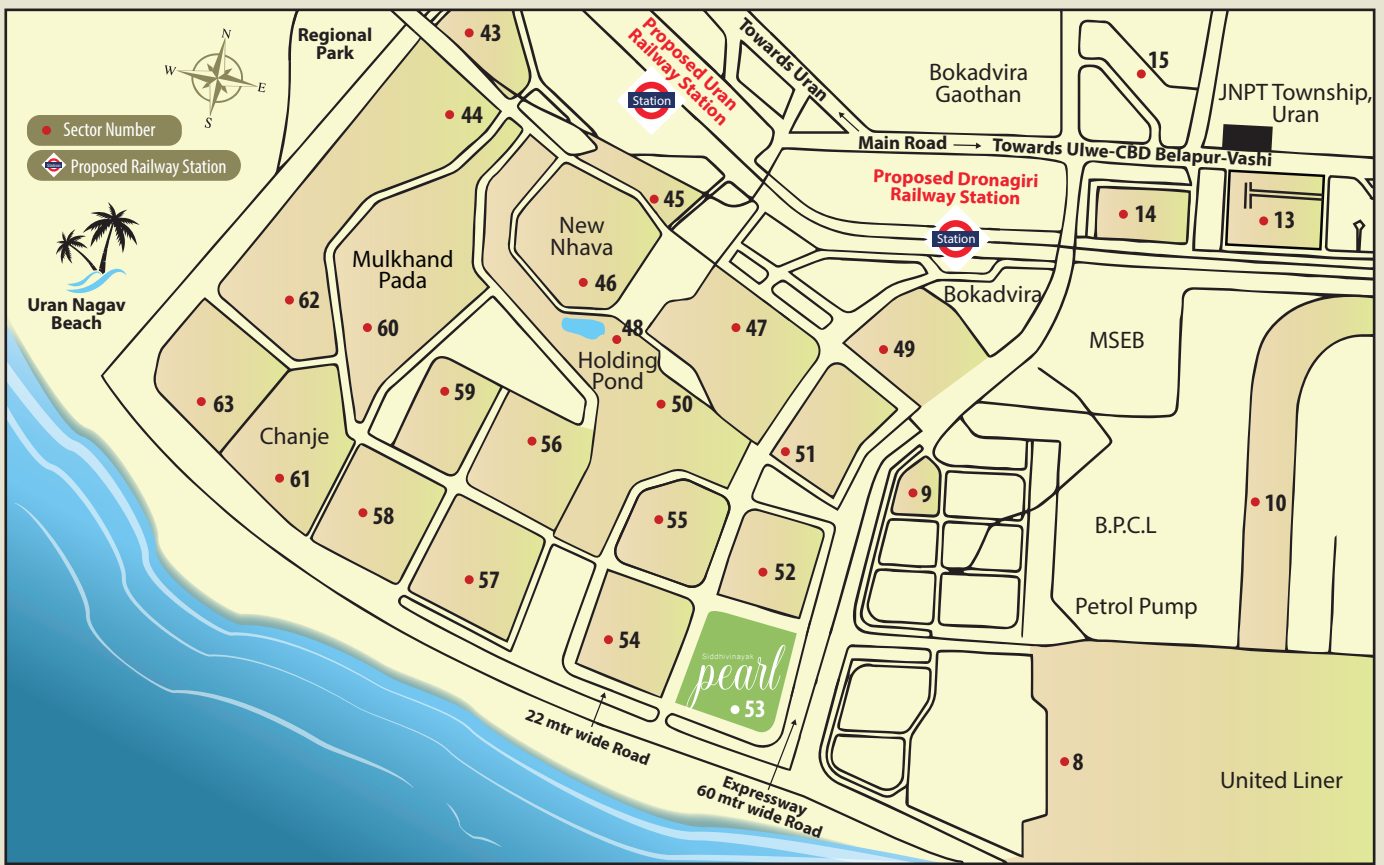 N
W
E
S
Sector Number
Station
Proposed Railway Station
Regional
Park
43
44
Proposed Uran
Railway Station
Station
Towards Uran
Bokadvira
Gaothan
15
JNPT Township,
Uran
Main Road
Towards Ulwe-CBD Belapur-Vashi
Proposed Dronagiri
Railway Station
Station
14
13
45
New
Nhava
46
Mulkhand
Pada
60
62
Uran Nagav
Beach
48
Holding
Pond
47
Bokadvira
49
MSEB
63
Chanje
61
59
56
50
51
9
10
58
57
55
52
B.P.C.L
Petrol Pump
54
Siddhivinayak
pearl
53
22 mtr wide Road
Expressway
60 mtr wide Road
8
United Liner